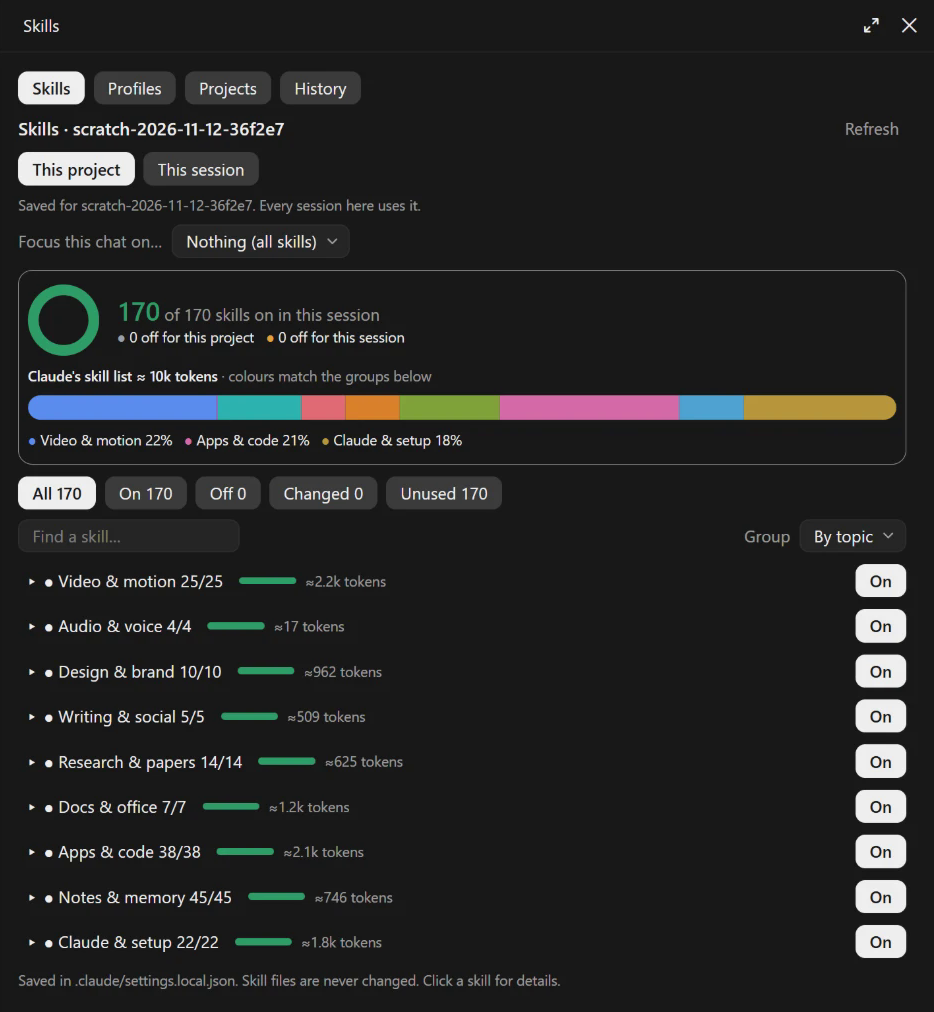 Skills
Skills Profiles Projects History
Skills · scratch-2026-11-12-36f2e7 Refresh
This project This session
Saved for scratch-2026-11-12-36f2e7. Every session here uses it.
Focus this chat on... Nothing (all skills)
170 of 170 skills on in this session
0 off for this project 0 off for this session
Claude's skill list ≈ 10k tokens · colours match the groups below
Video & motion 22% Apps & code 21% Claude & setup 18%
All 170 On 170 Off 0 Changed 0 Unused 170
Find a skill... Group By topic
Video & motion 25/25 ≈2.2k tokens On
Audio & voice 4/4 ≈17 tokens On
Design & brand 10/10 ≈962 tokens On
Writing & social 5/5 ≈509 tokens On
Research & papers 14/14 ≈625 tokens On
Docs & office 7/7 ≈1.2k tokens On
Apps & code 38/38 ≈2.1k tokens On
Notes & memory 45/45 ≈746 tokens On
Claude & setup 22/22 ≈1.8k tokens On
Saved in .claude/settings.local.json. Skill files are never changed. Click a skill for details.